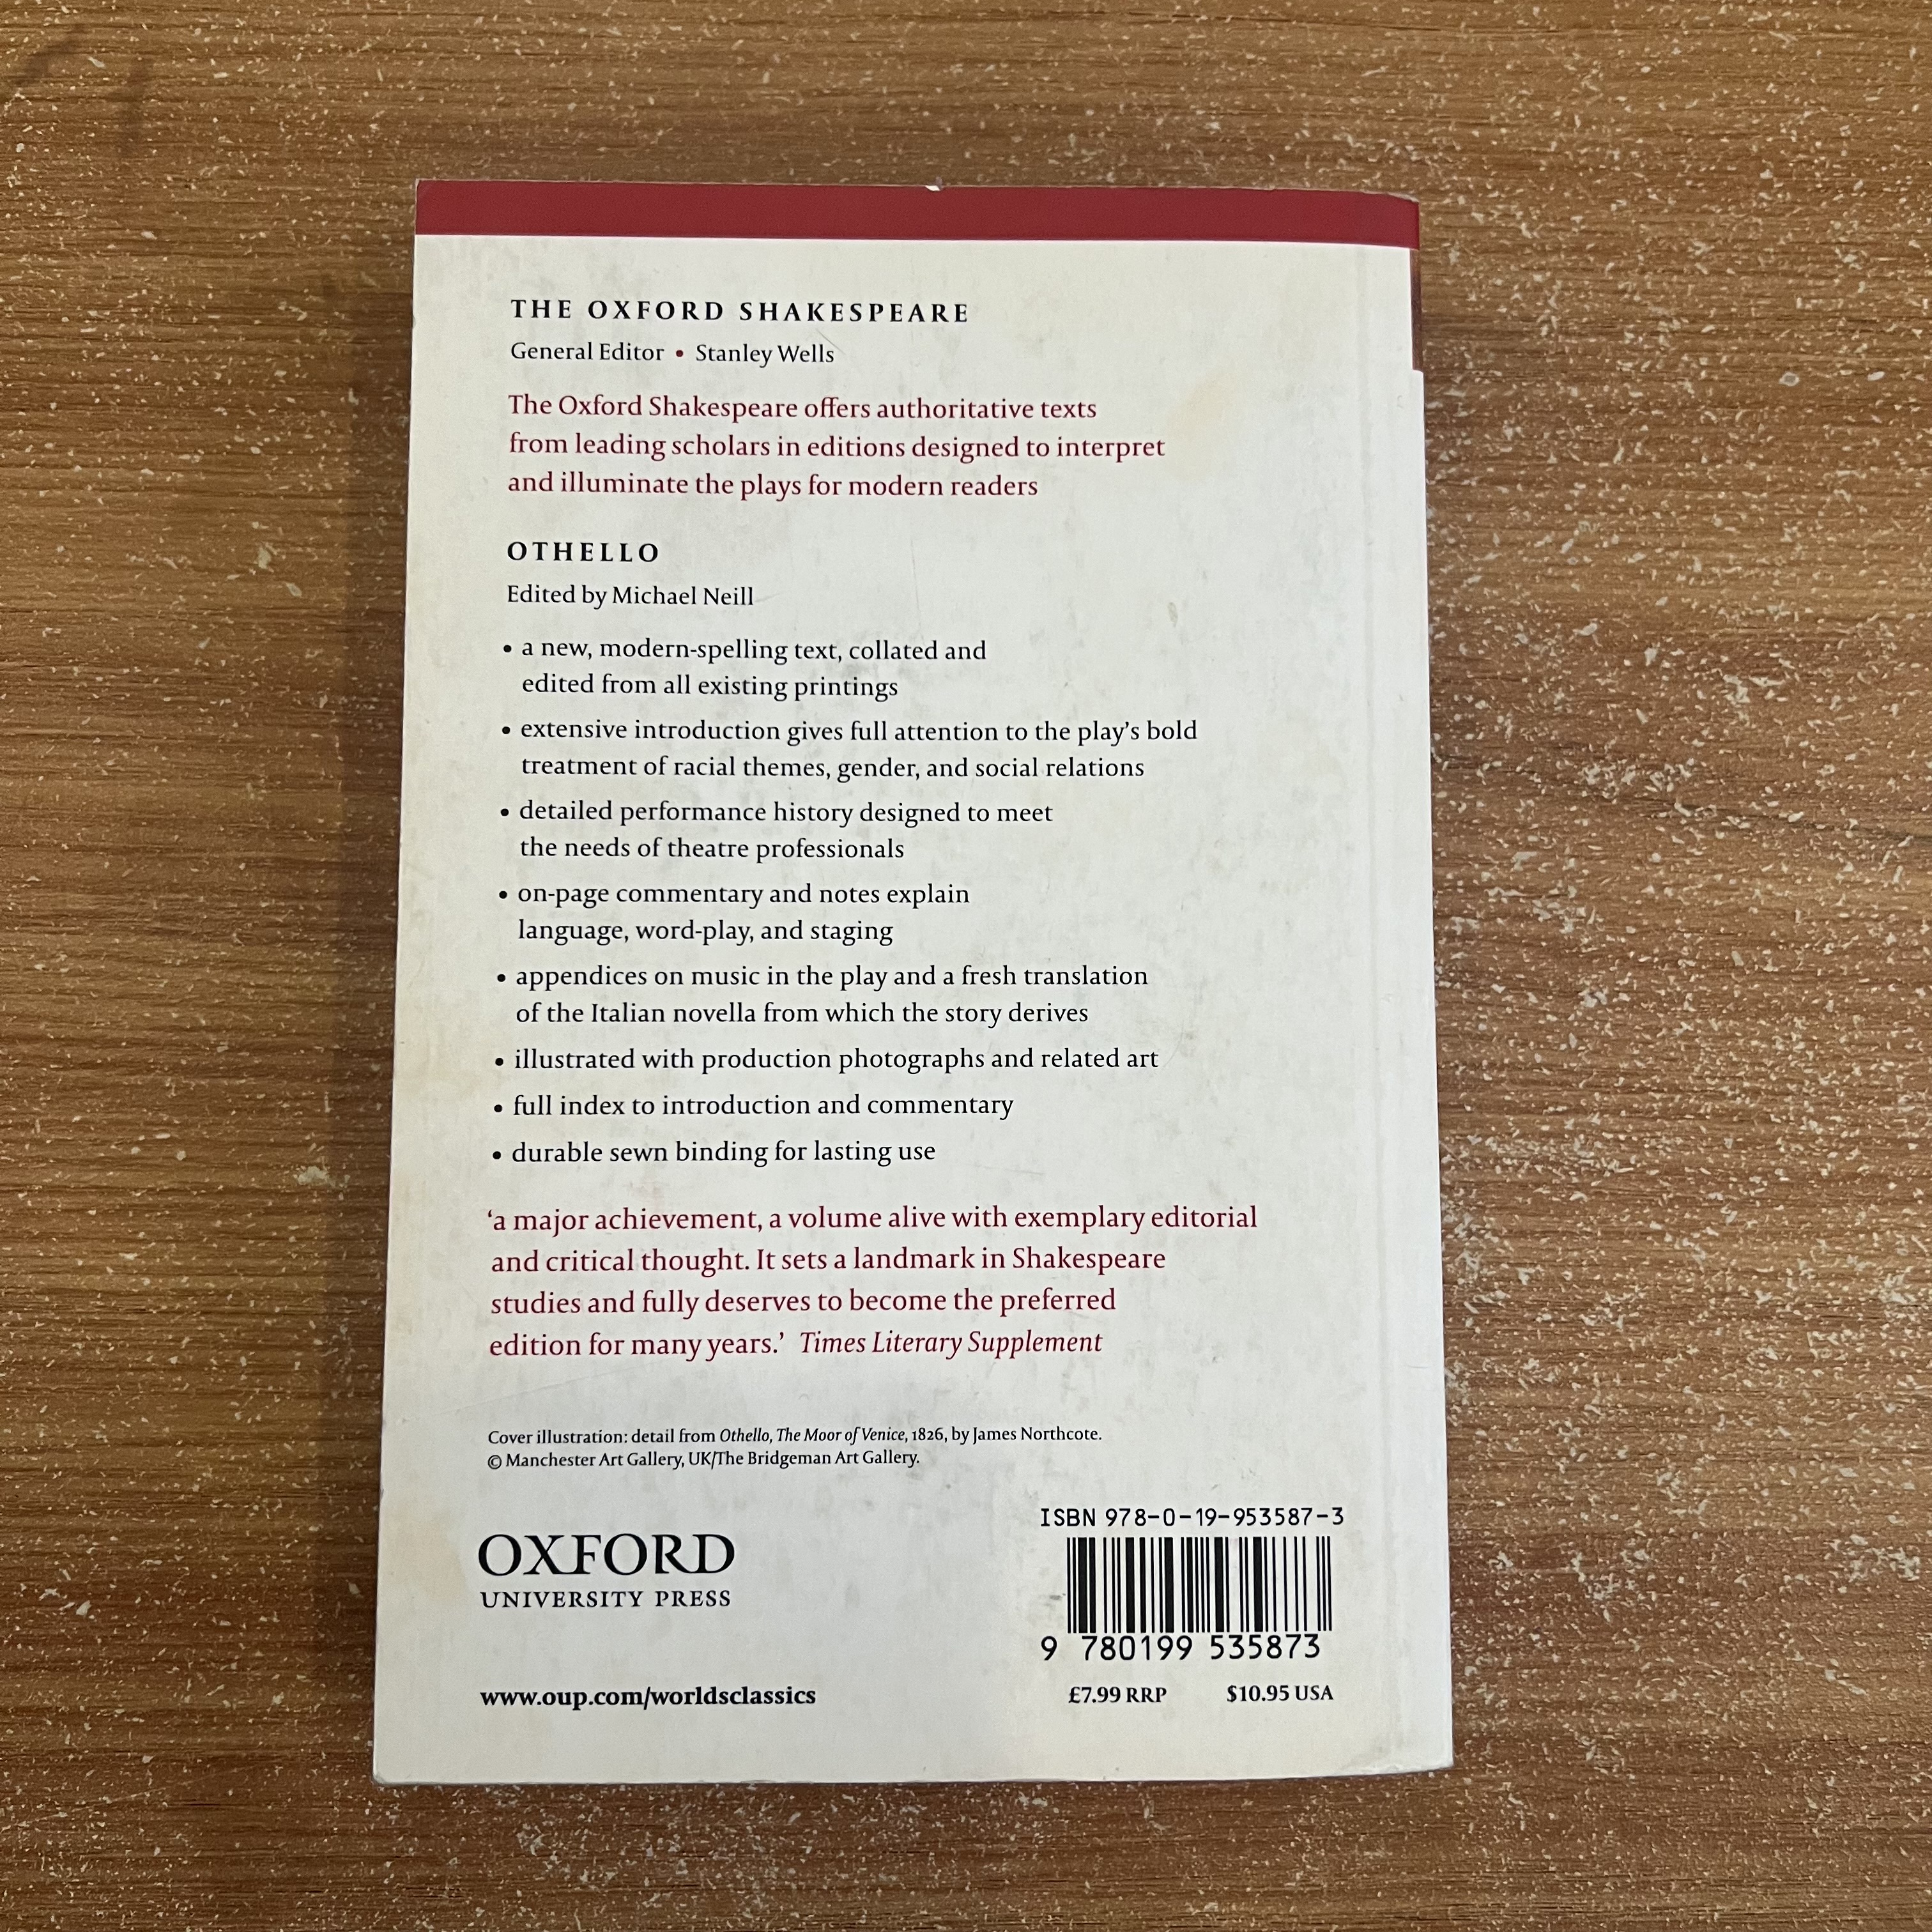 THE OXFORD SHAKESPEARE
General Editor • Stanley Wells
The Oxford Shakespeare offers authoritative texts
from leading scholars in editions designed to interpret
and illuminate the plays for modern readers
OTHELLO
Edited by Michael Neill
• a new, modern-spelling text, collated and
edited from all existing printings
• extensive introduction gives full attention to the play’s bold
treatment of racial themes, gender, and social relations
• detailed performance history designed to meet
the needs of theatre professionals
• on-page commentary and notes explain
language, word-play, and staging
• appendices on music in the play and a fresh translation
of the Italian novella from which the story derives
• illustrated with production photographs and related art
• full index to introduction and commentary
• durable sewn binding for lasting use
‘a major achievement, a volume alive with exemplary editorial
and critical thought. It sets a landmark in Shakespeare
studies and fully deserves to become the preferred
edition for many years.’ Times Literary Supplement
Cover illustration: detail from Othello, The Moor of Venice, 1826, by James Northcote.
© Manchester Art Gallery, UK/The Bridgeman Art Gallery.
OXFORD
UNIVERSITY PRESS
www.oup.com/worldsclassics
ISBN 978-0-19-953587-3
9 780199 535873
£7.99 RRP $10.95 USA